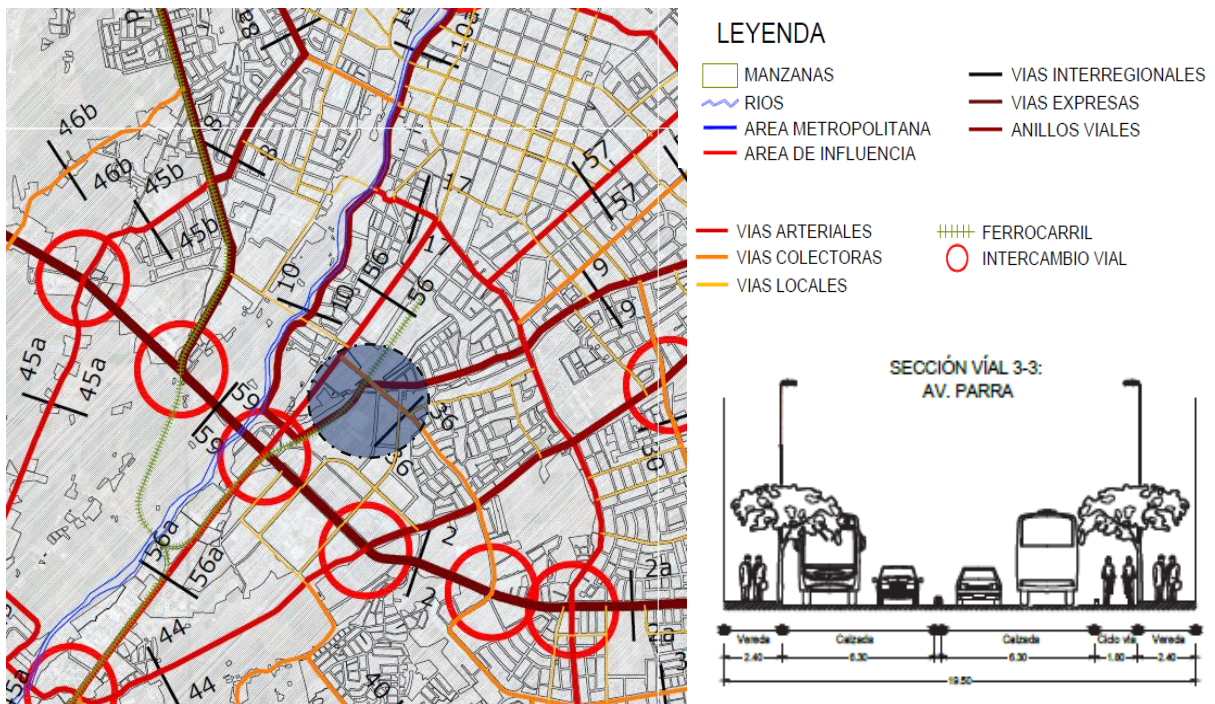 46b
46b
45b
45b
8
8
10
17
17
57
57
9
9
10
10
56
56
45a
45a
59
59
36
36
56a
56a
2
2
2a
2a
44
44
40
3
LEYENDA
MANZANAS
RIOS
AREA METROPOLITANA
AREA DE INFLUENCIA
VIAS INTERREGIONALES
VIAS EXPRESAS
ANILLOS VIALES
VIAS ARTERIALES
VIAS COLECTORAS
VIAS LOCALES
FERROCARRIL
INTERCAMBIO VIAL
SECCIÓN VÍAL 3-3:
AV. PARRA
Vereda Calzada Calzada Ciclo vía Vereda
2.40 6.30 6.30 1.80 2.40
19.50